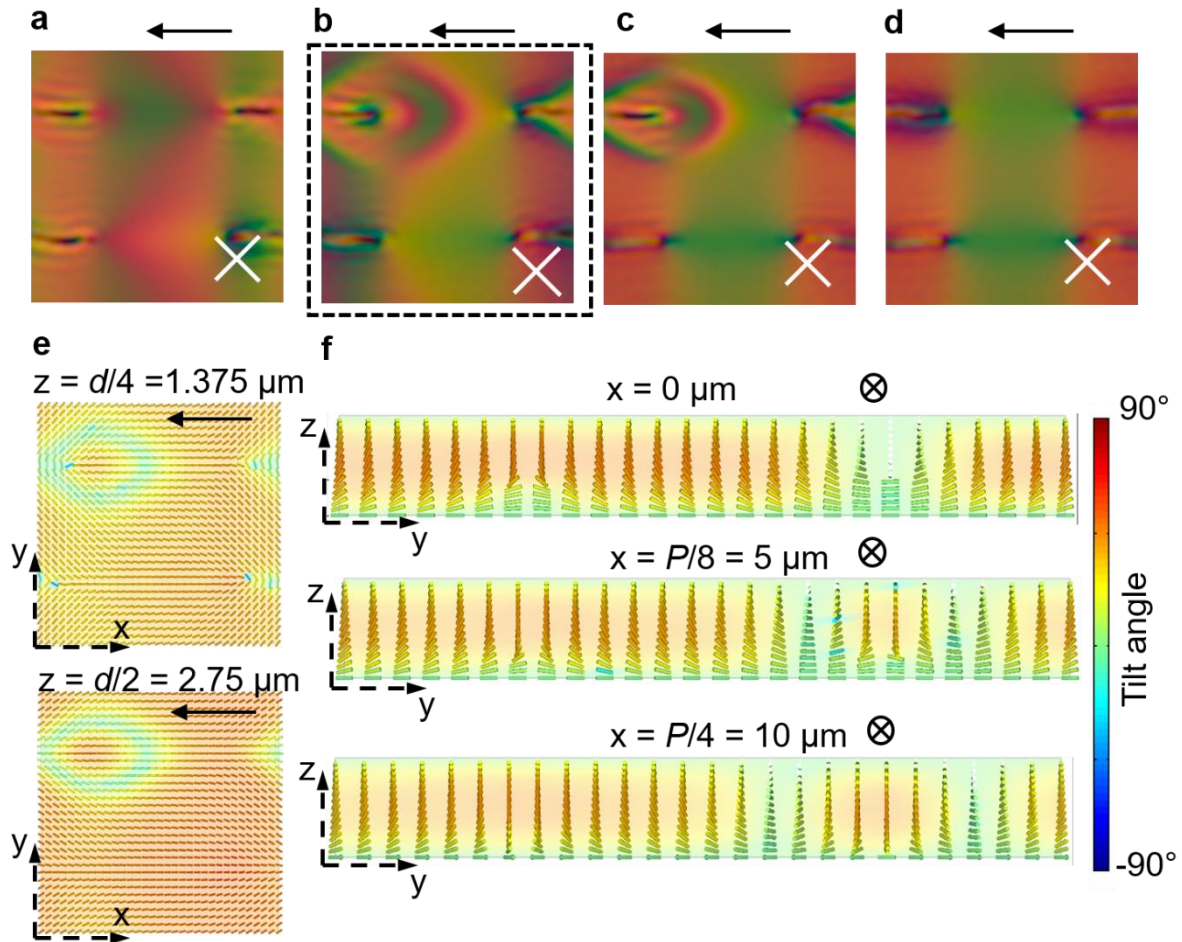 a
b
c
d
e
z = d/4 =1.375 µm
y
x
z = d/2 = 2.75 µm
y
x
f
x = 0 µm
z
y
x = P/8 = 5 µm
z
y
x = P/4 = 10 µm
z
y
90°
Tilt angle
-90°